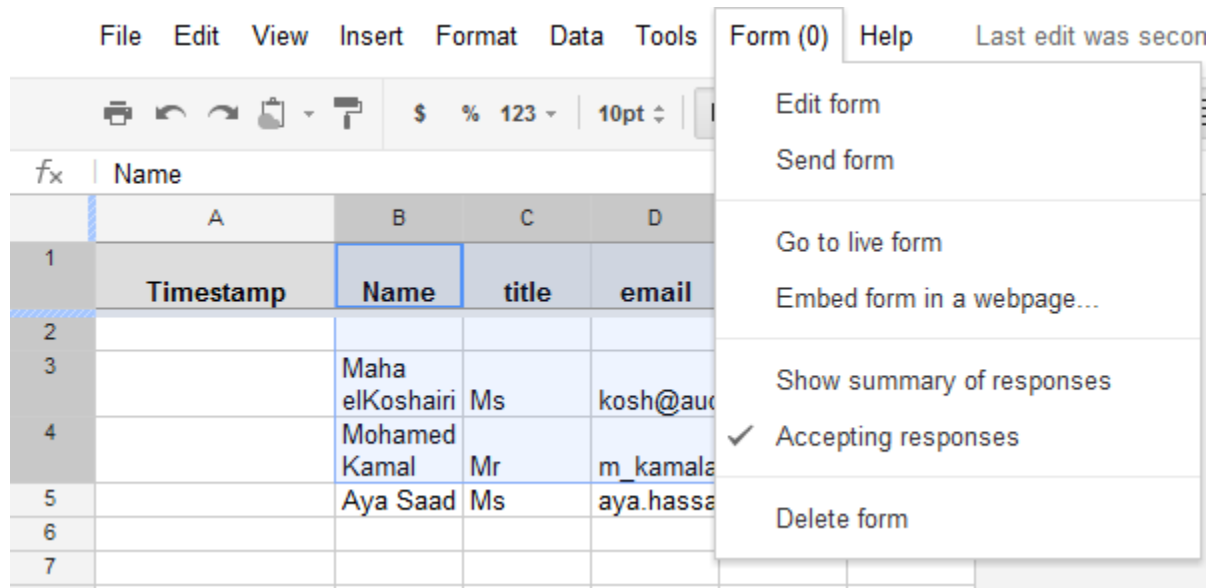 File Edit View Insert Format Data Tools Form (0) Help Last edit was secon
$ % 123 10pt
Edit form
Send form
fx Name
A B C D
Go to live form
1 Timestamp Name title email
Embed form in a webpage...
2
3 Maha
elKoshairi Ms kosh@auc
Show summary of responses
4 Mohamed
Kamal Mr m_kamala
Accepting responses
5 Aya Saad Ms aya.hassa
Delete form
6
7